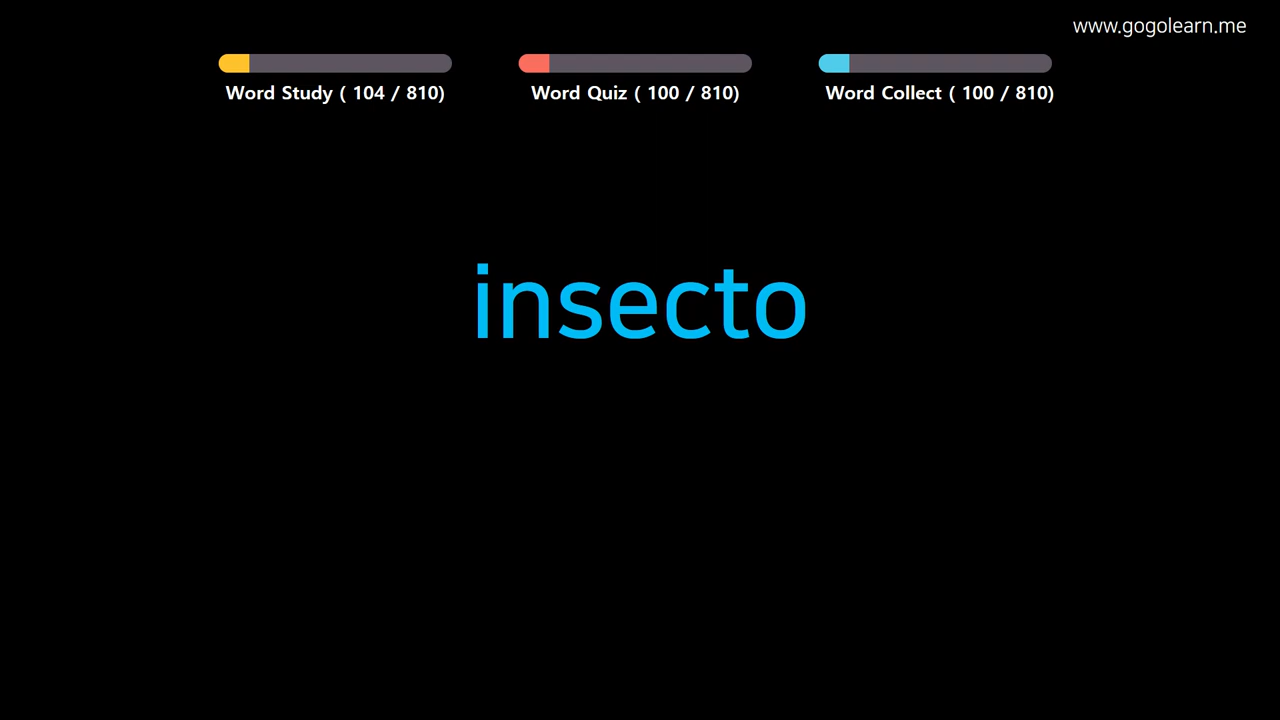 www.gogolearn.me
Word Study ( 104 / 810)
Word Quiz ( 100 / 810)
Word Collect ( 100 / 810)
insecto